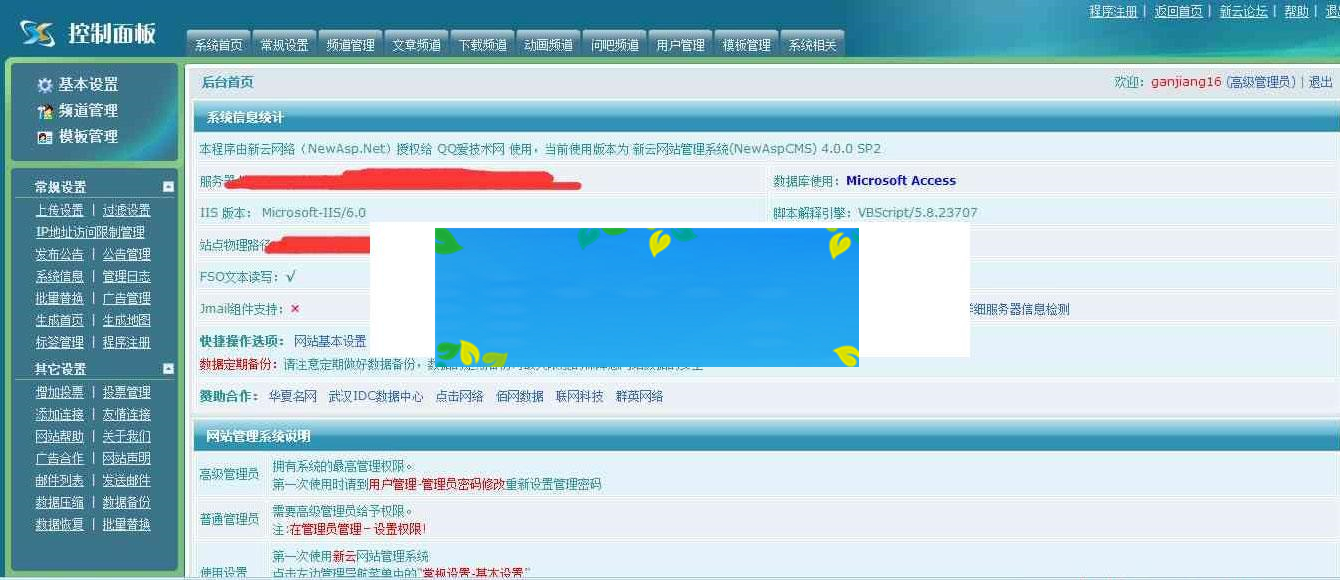 程序注册 | 返回首页 | 新云论坛 | 帮助 |
控制面板
系统首页 常规设置 频道管理 文章频道 下载频道 动画频道 问吧频道 用户管理 模板管理 系统相关
基本设置
频道管理
模板管理
常规设置
上传设置 | 过滤设置
IP地址访问限制管理
发布公告 | 公告管理
系统信息 | 管理日志
批量替换 | 广告管理
生成首页 | 生成地图
标签管理 | 程序注册
其它设置
增加投票 | 投票管理
添加连接 | 友情连接
网站帮助 | 关于我们
广告合作 | 网站声明
邮件列表 | 发送邮件
数据压缩 | 数据备份
数据恢复 | 批量替换
后台首页
欢迎: ganjiang16 (高级管理员) | 退出
系统信息统计
本程序由新云网络（NewAsp.Net）授权给 QQ爱技术网 使用，当前使用版本为 新云网站管理系统(NewAspCMS) 4.0.0 SP2
服务器
数据库使用: Microsoft Access
IIS 版本: Microsoft-IIS/6.0
脚本解释引擎: VBScript/5.8.23707
站点物理路径
FSO文本读写: √
Jmail组件支持: ×
详细服务器信息检测
快捷操作选项: 网站基本设置
数据定期备份: 请注意定期做好数据备份，
赞助合作: 华夏名网 武汉IDC数据中心 点击网络 佰网数据 联网科技 群英网络
网站管理系统说明
高级管理员
拥有系统的最高管理权限。
第一次使用时请到用户管理-管理员密码修改重新设置管理密码
普通管理员
需要高级管理员给予权限。
注:在管理员管理－设置权限!
使用设置
第一次使用新云网站管理系统
点击左边管理导航菜单中的"常规设置-基本设置"